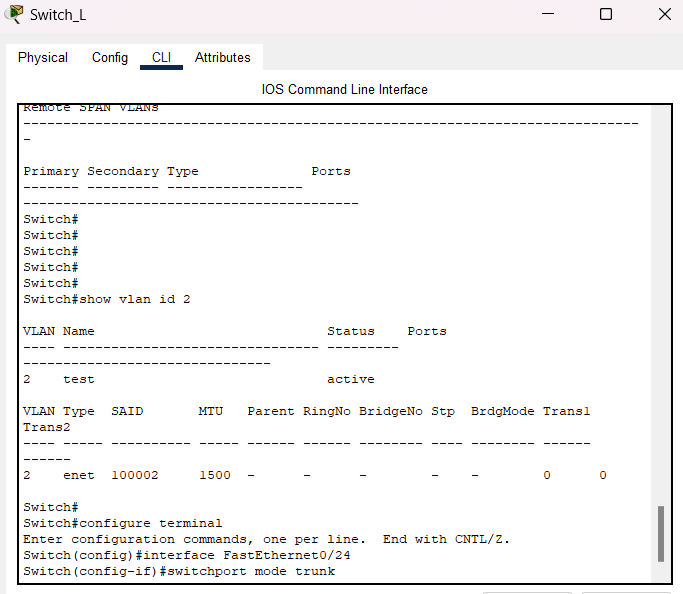 Switch_L
Physical Config CLI Attributes
IOS Command Line Interface
Remote SPAN VLANs
-----------------------------------------------------------------------------
-
Primary Secondary Type              Ports
------- --------- -----------------
------------------------------------------
Switch#
Switch#
Switch#
Switch#
Switch#
Switch#show vlan id 2
VLAN Name                             Status    Ports
---- -------------------------------- ---------
-------------------------------
2    test                             active
VLAN Type  SAID       MTU   Parent RingNo BridgeNo Stp  BrdgMode Trans1
Trans2
---- ----- ---------- ----- ------ ------ -------- ---- -------- ------
------
2    enet  100002     1500  -      -      -        -    -        0      0
Switch#
Switch#configure terminal
Enter configuration commands, one per line.  End with CNTL/Z.
Switch(config)#interface FastEthernet0/24
Switch(config-if)#switchport mode trunk